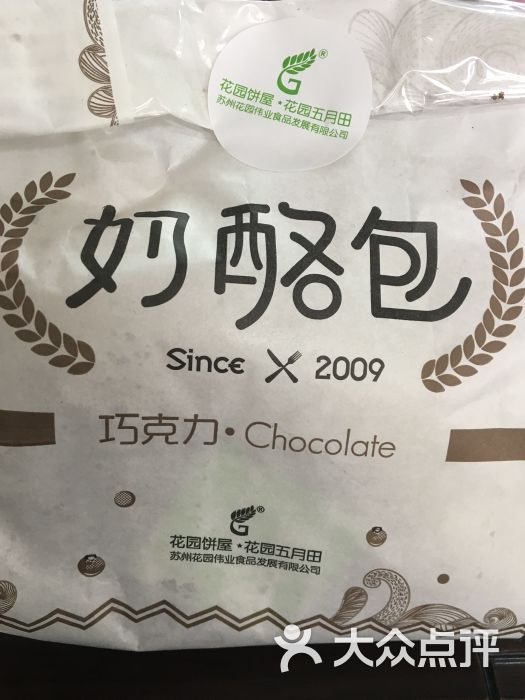 G®
花园饼屋·花园五月田
苏州花园伟业食品发展有限公司
奶酪包
Since 2009
巧克力·Chocolate
G®
花园饼屋★花园五月田
苏州花园伟业食品发展有限公司
大众点评